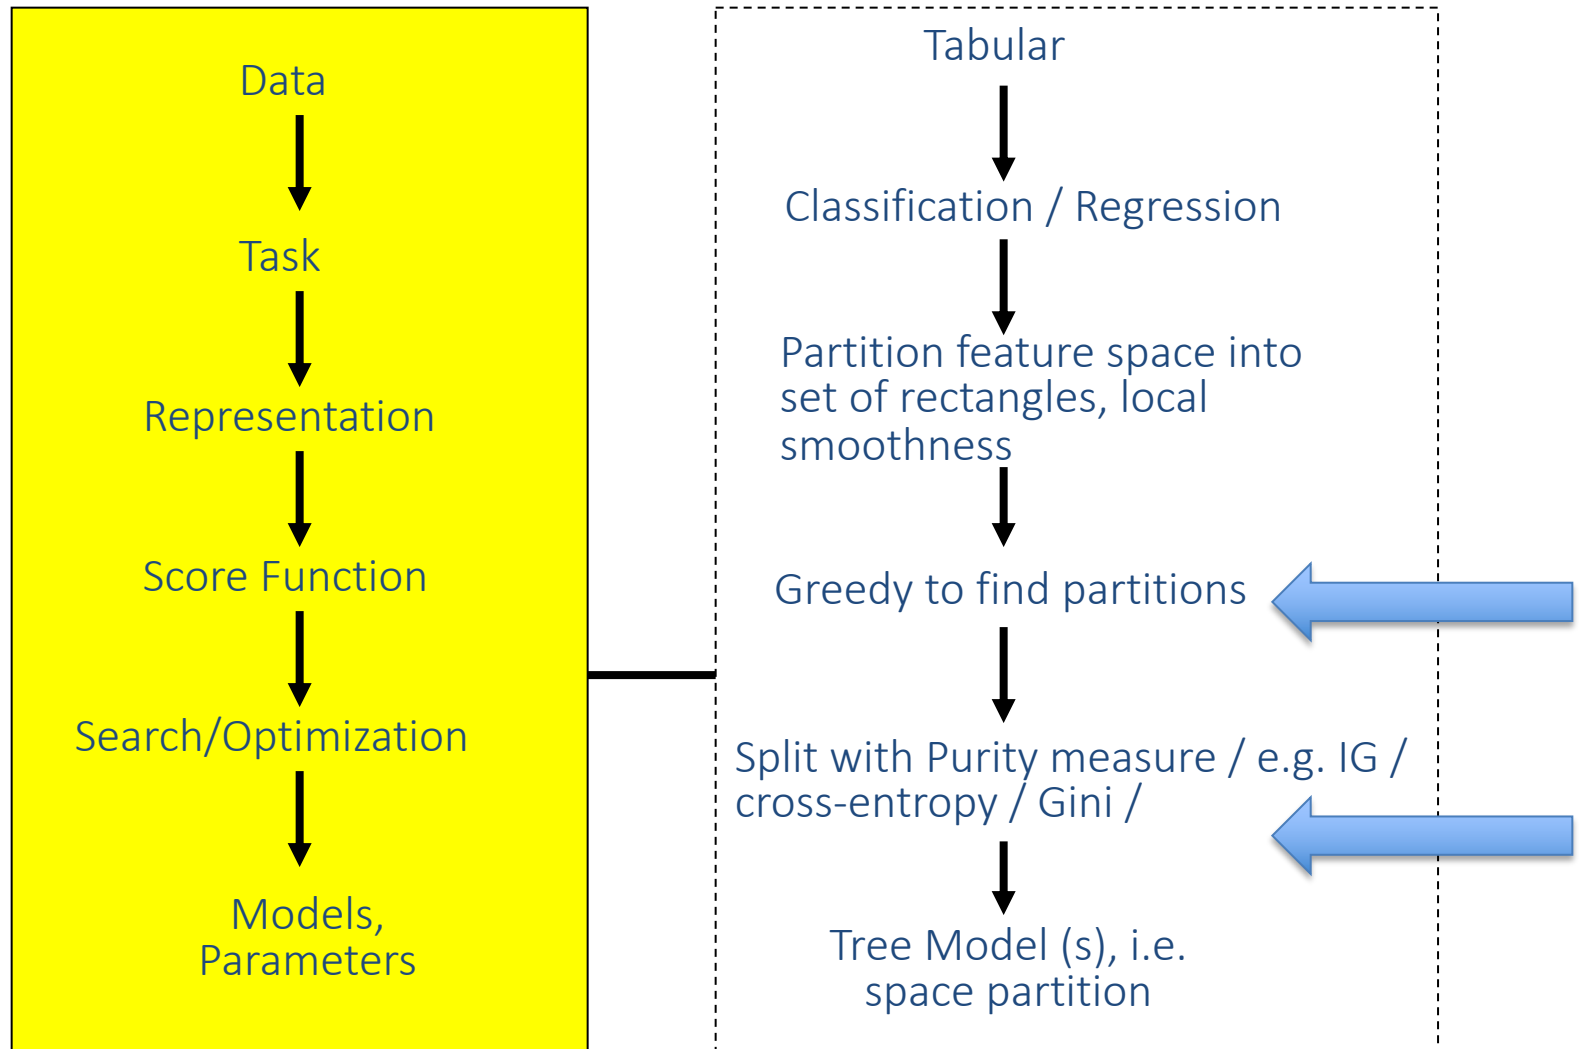 Data
Task
Representation
Score Function
Search/Optimization
Models,
Parameters
Tabular
Classification / Regression
Partition feature space into
set of rectangles, local
smoothness
Greedy to find partitions
Split with Purity measure / e.g. IG /
cross-entropy / Gini /
Tree Model (s), i.e.
space partition